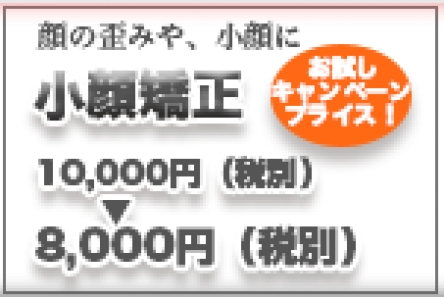 顔の歪みや、小顔に
小顔矯正
お試し
キャンペーン
プライス！
10,000円（税別）
▼
8,000円（税別）